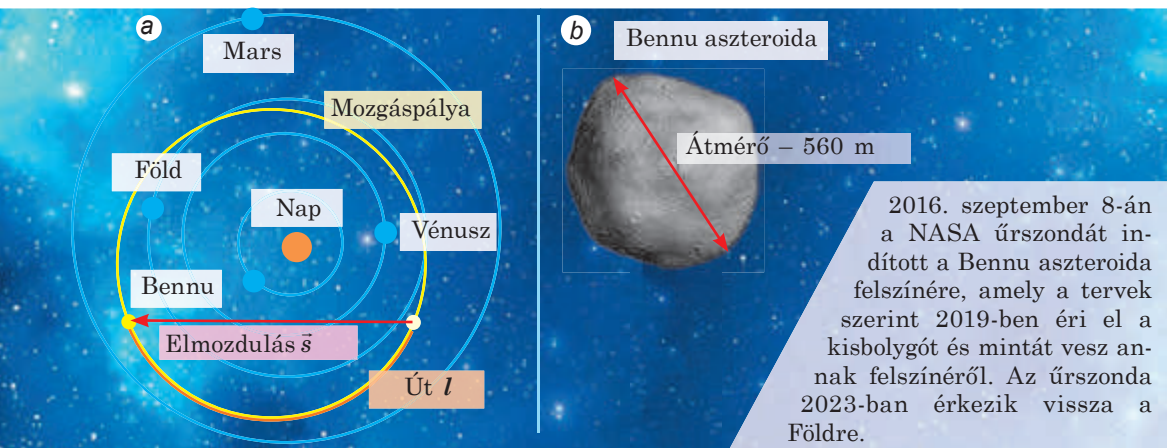 a
Mars
Mozgáspálya
Föld
Nap
Vénusz
Bennu
Elmozdulás s⃗
Út l
b
Bennu aszteroida
Átmérő – 560 m
2016. szeptember 8-án
a NASA űrszondát in-
dított a Bennu aszteroida
felszínére, amely a tervek
szerint 2019-ben éri el a
kisbolygót és mintát vesz an-
nak felszínéről. Az űrszonda
2023-ban érkezik vissza a
Földre.